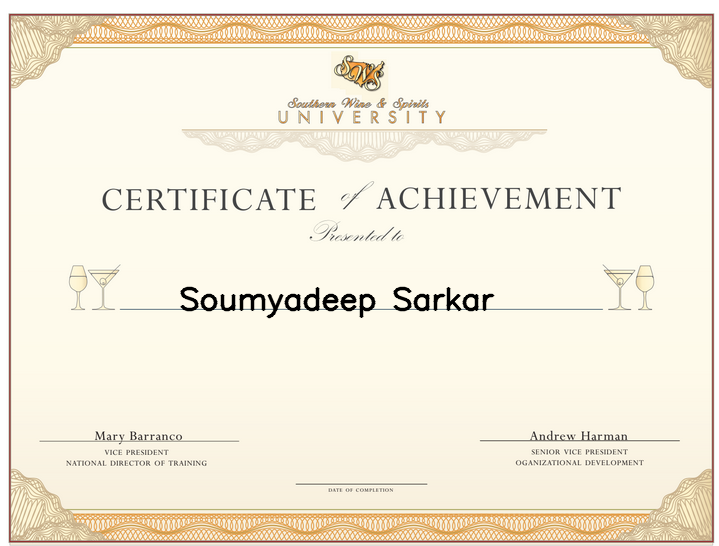 SWS
Southern Wine & Spirits
UNIVERSITY
CERTIFICATE of ACHIEVEMENT
Presented to
Soumyadeep Sarkar
Mary Barranco
VICE PRESIDENT
NATIONAL DIRECTOR OF TRAINING
Andrew Harman
SENIOR VICE PRESIDENT
OGANIZATIONAL DEVELOPMENT
DATE OF COMPLETION